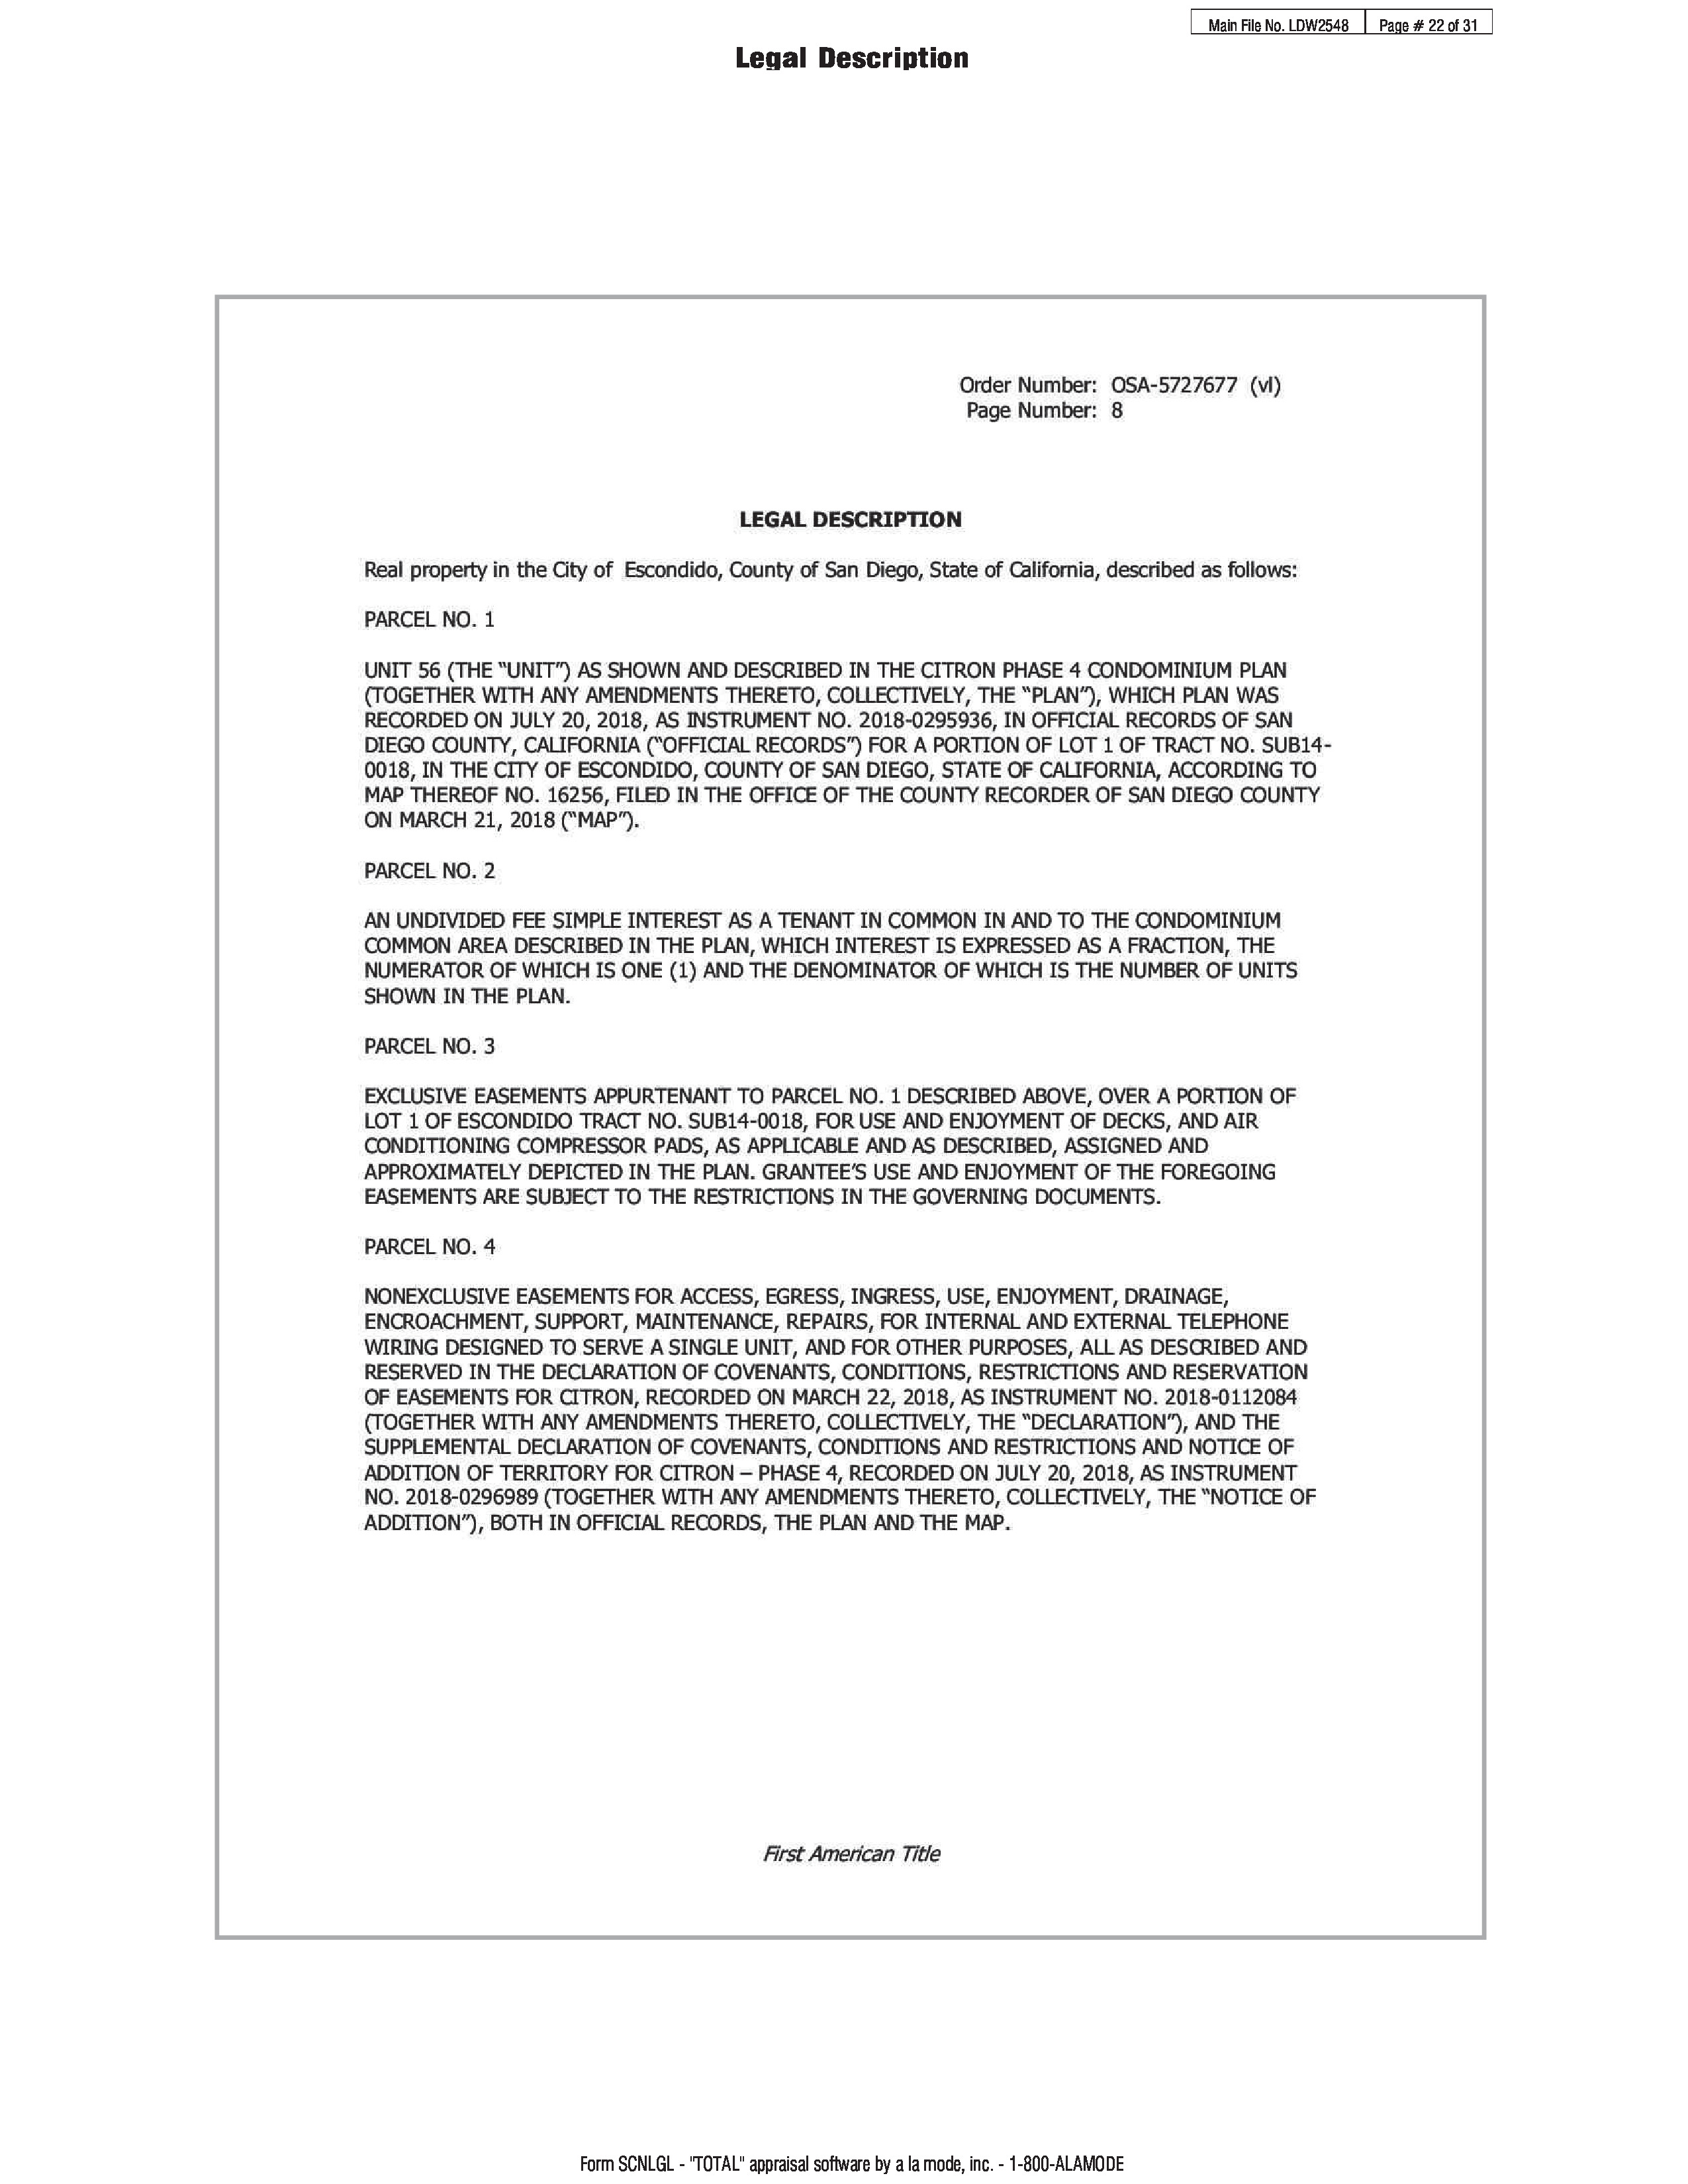 Main File No. LDW2548 Page # 22 of 31
Legal Description
Order Number: OSA-5727677 (vl)
Page Number: 8
LEGAL DESCRIPTION
Real property in the City of Escondido, County of San Diego, State of California, described as follows:
PARCEL NO. 1
UNIT 56 (THE “UNIT”) AS SHOWN AND DESCRIBED IN THE CITRON PHASE 4 CONDOMINIUM PLAN
(TOGETHER WITH ANY AMENDMENTS THERETO, COLLECTIVELY, THE “PLAN”), WHICH PLAN WAS
RECORDED ON JULY 20, 2018, AS INSTRUMENT NO. 2018-0295936, IN OFFICIAL RECORDS OF SAN
DIEGO COUNTY, CALIFORNIA (“OFFICIAL RECORDS”) FOR A PORTION OF LOT 1 OF TRACT NO. SUB14-
0018, IN THE CITY OF ESCONDIDO, COUNTY OF SAN DIEGO, STATE OF CALIFORNIA, ACCORDING TO
MAP THEREOF NO. 16256, FILED IN THE OFFICE OF THE COUNTY RECORDER OF SAN DIEGO COUNTY
ON MARCH 21, 2018 (“MAP”).
PARCEL NO. 2
AN UNDIVIDED FEE SIMPLE INTEREST AS A TENANT IN COMMON IN AND TO THE CONDOMINIUM
COMMON AREA DESCRIBED IN THE PLAN, WHICH INTEREST IS EXPRESSED AS A FRACTION, THE
NUMERATOR OF WHICH IS ONE (1) AND THE DENOMINATOR OF WHICH IS THE NUMBER OF UNITS
SHOWN IN THE PLAN.
PARCEL NO. 3
EXCLUSIVE EASEMENTS APPURTENANT TO PARCEL NO. 1 DESCRIBED ABOVE, OVER A PORTION OF
LOT 1 OF ESCONDIDO TRACT NO. SUB14-0018, FOR USE AND ENJOYMENT OF DECKS, AND AIR
CONDITIONING COMPRESSOR PADS, AS APPLICABLE AND AS DESCRIBED, ASSIGNED AND
APPROXIMATELY DEPICTED IN THE PLAN. GRANTEE’S USE AND ENJOYMENT OF THE FOREGOING
EASEMENTS ARE SUBJECT TO THE RESTRICTIONS IN THE GOVERNING DOCUMENTS.
PARCEL NO. 4
NONEXCLUSIVE EASEMENTS FOR ACCESS, EGRESS, INGRESS, USE, ENJOYMENT, DRAINAGE,
ENCROACHMENT, SUPPORT, MAINTENANCE, REPAIRS, FOR INTERNAL AND EXTERNAL TELEPHONE
WIRING DESIGNED TO SERVE A SINGLE UNIT, AND FOR OTHER PURPOSES, ALL AS DESCRIBED AND
RESERVED IN THE DECLARATION OF COVENANTS, CONDITIONS, RESTRICTIONS AND RESERVATION
OF EASEMENTS FOR CITRON, RECORDED ON MARCH 22, 2018, AS INSTRUMENT NO. 2018-0112084
(TOGETHER WITH ANY AMENDMENTS THERETO, COLLECTIVELY, THE “DECLARATION”), AND THE
SUPPLEMENTAL DECLARATION OF COVENANTS, CONDITIONS AND RESTRICTIONS AND NOTICE OF
ADDITION OF TERRITORY FOR CITRON – PHASE 4, RECORDED ON JULY 20, 2018, AS INSTRUMENT
NO. 2018-0296989 (TOGETHER WITH ANY AMENDMENTS THERETO, COLLECTIVELY, THE “NOTICE OF
ADDITION”), BOTH IN OFFICIAL RECORDS, THE PLAN AND THE MAP.
First American Title
Form SCNLGL - "TOTAL" appraisal software by a la mode, inc. - 1-800-ALAMODE